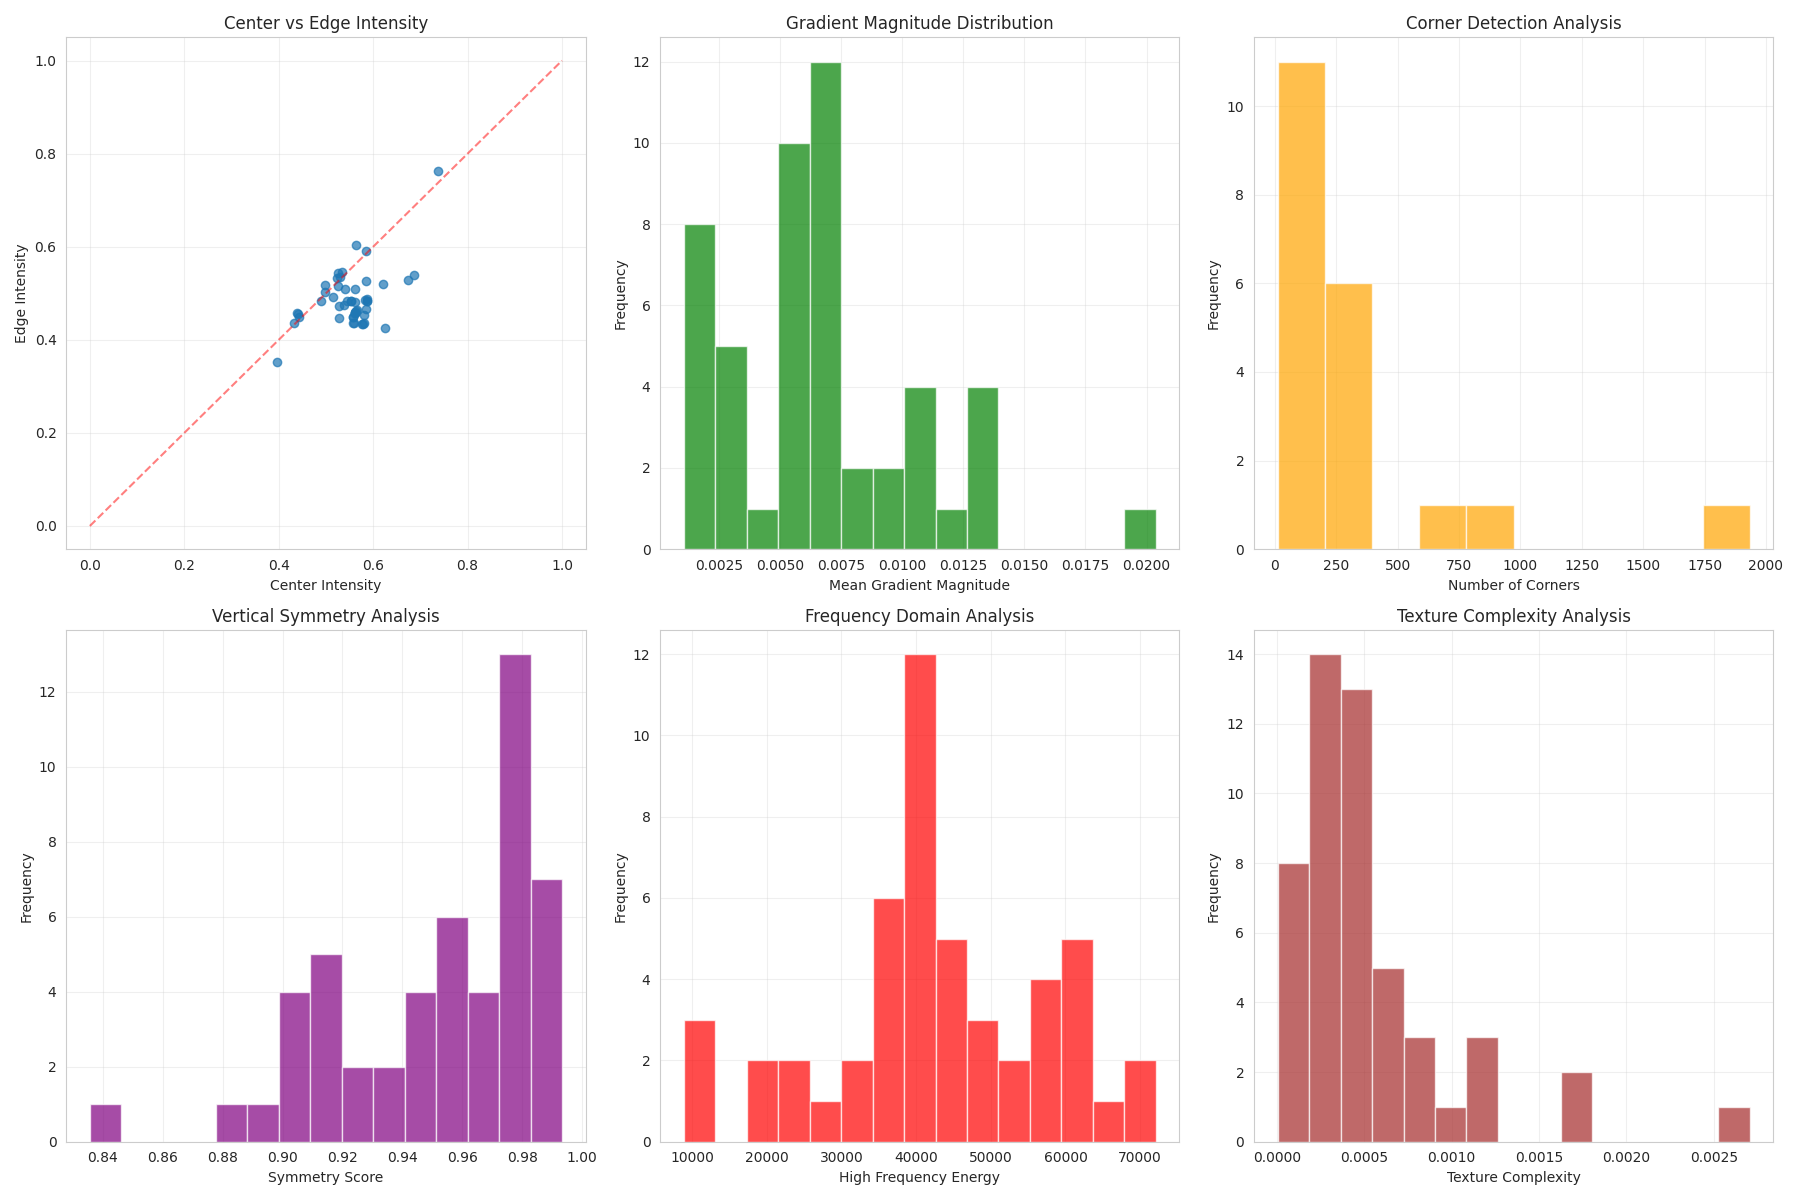 Center vs Edge Intensity
Edge Intensity
1.0
0.8
0.6
0.4
0.2
0.0
0.0 0.2 0.4 0.6 0.8 1.0
Center Intensity
Gradient Magnitude Distribution
Frequency
12
10
8
6
4
2
0
0.0025 0.0050 0.0075 0.0100 0.0125 0.0150 0.0175 0.0200
Mean Gradient Magnitude
Corner Detection Analysis
Frequency
10
8
6
4
2
0
0 250 500 750 1000 1250 1500 1750 2000
Number of Corners
Vertical Symmetry Analysis
Frequency
12
10
8
6
4
2
0
0.84 0.86 0.88 0.90 0.92 0.94 0.96 0.98 1.00
Symmetry Score
Frequency Domain Analysis
Frequency
12
10
8
6
4
2
0
10000 20000 30000 40000 50000 60000 70000
High Frequency Energy
Texture Complexity Analysis
Frequency
14
12
10
8
6
4
2
0
0.0000 0.0005 0.0010 0.0015 0.0020 0.0025
Texture Complexity